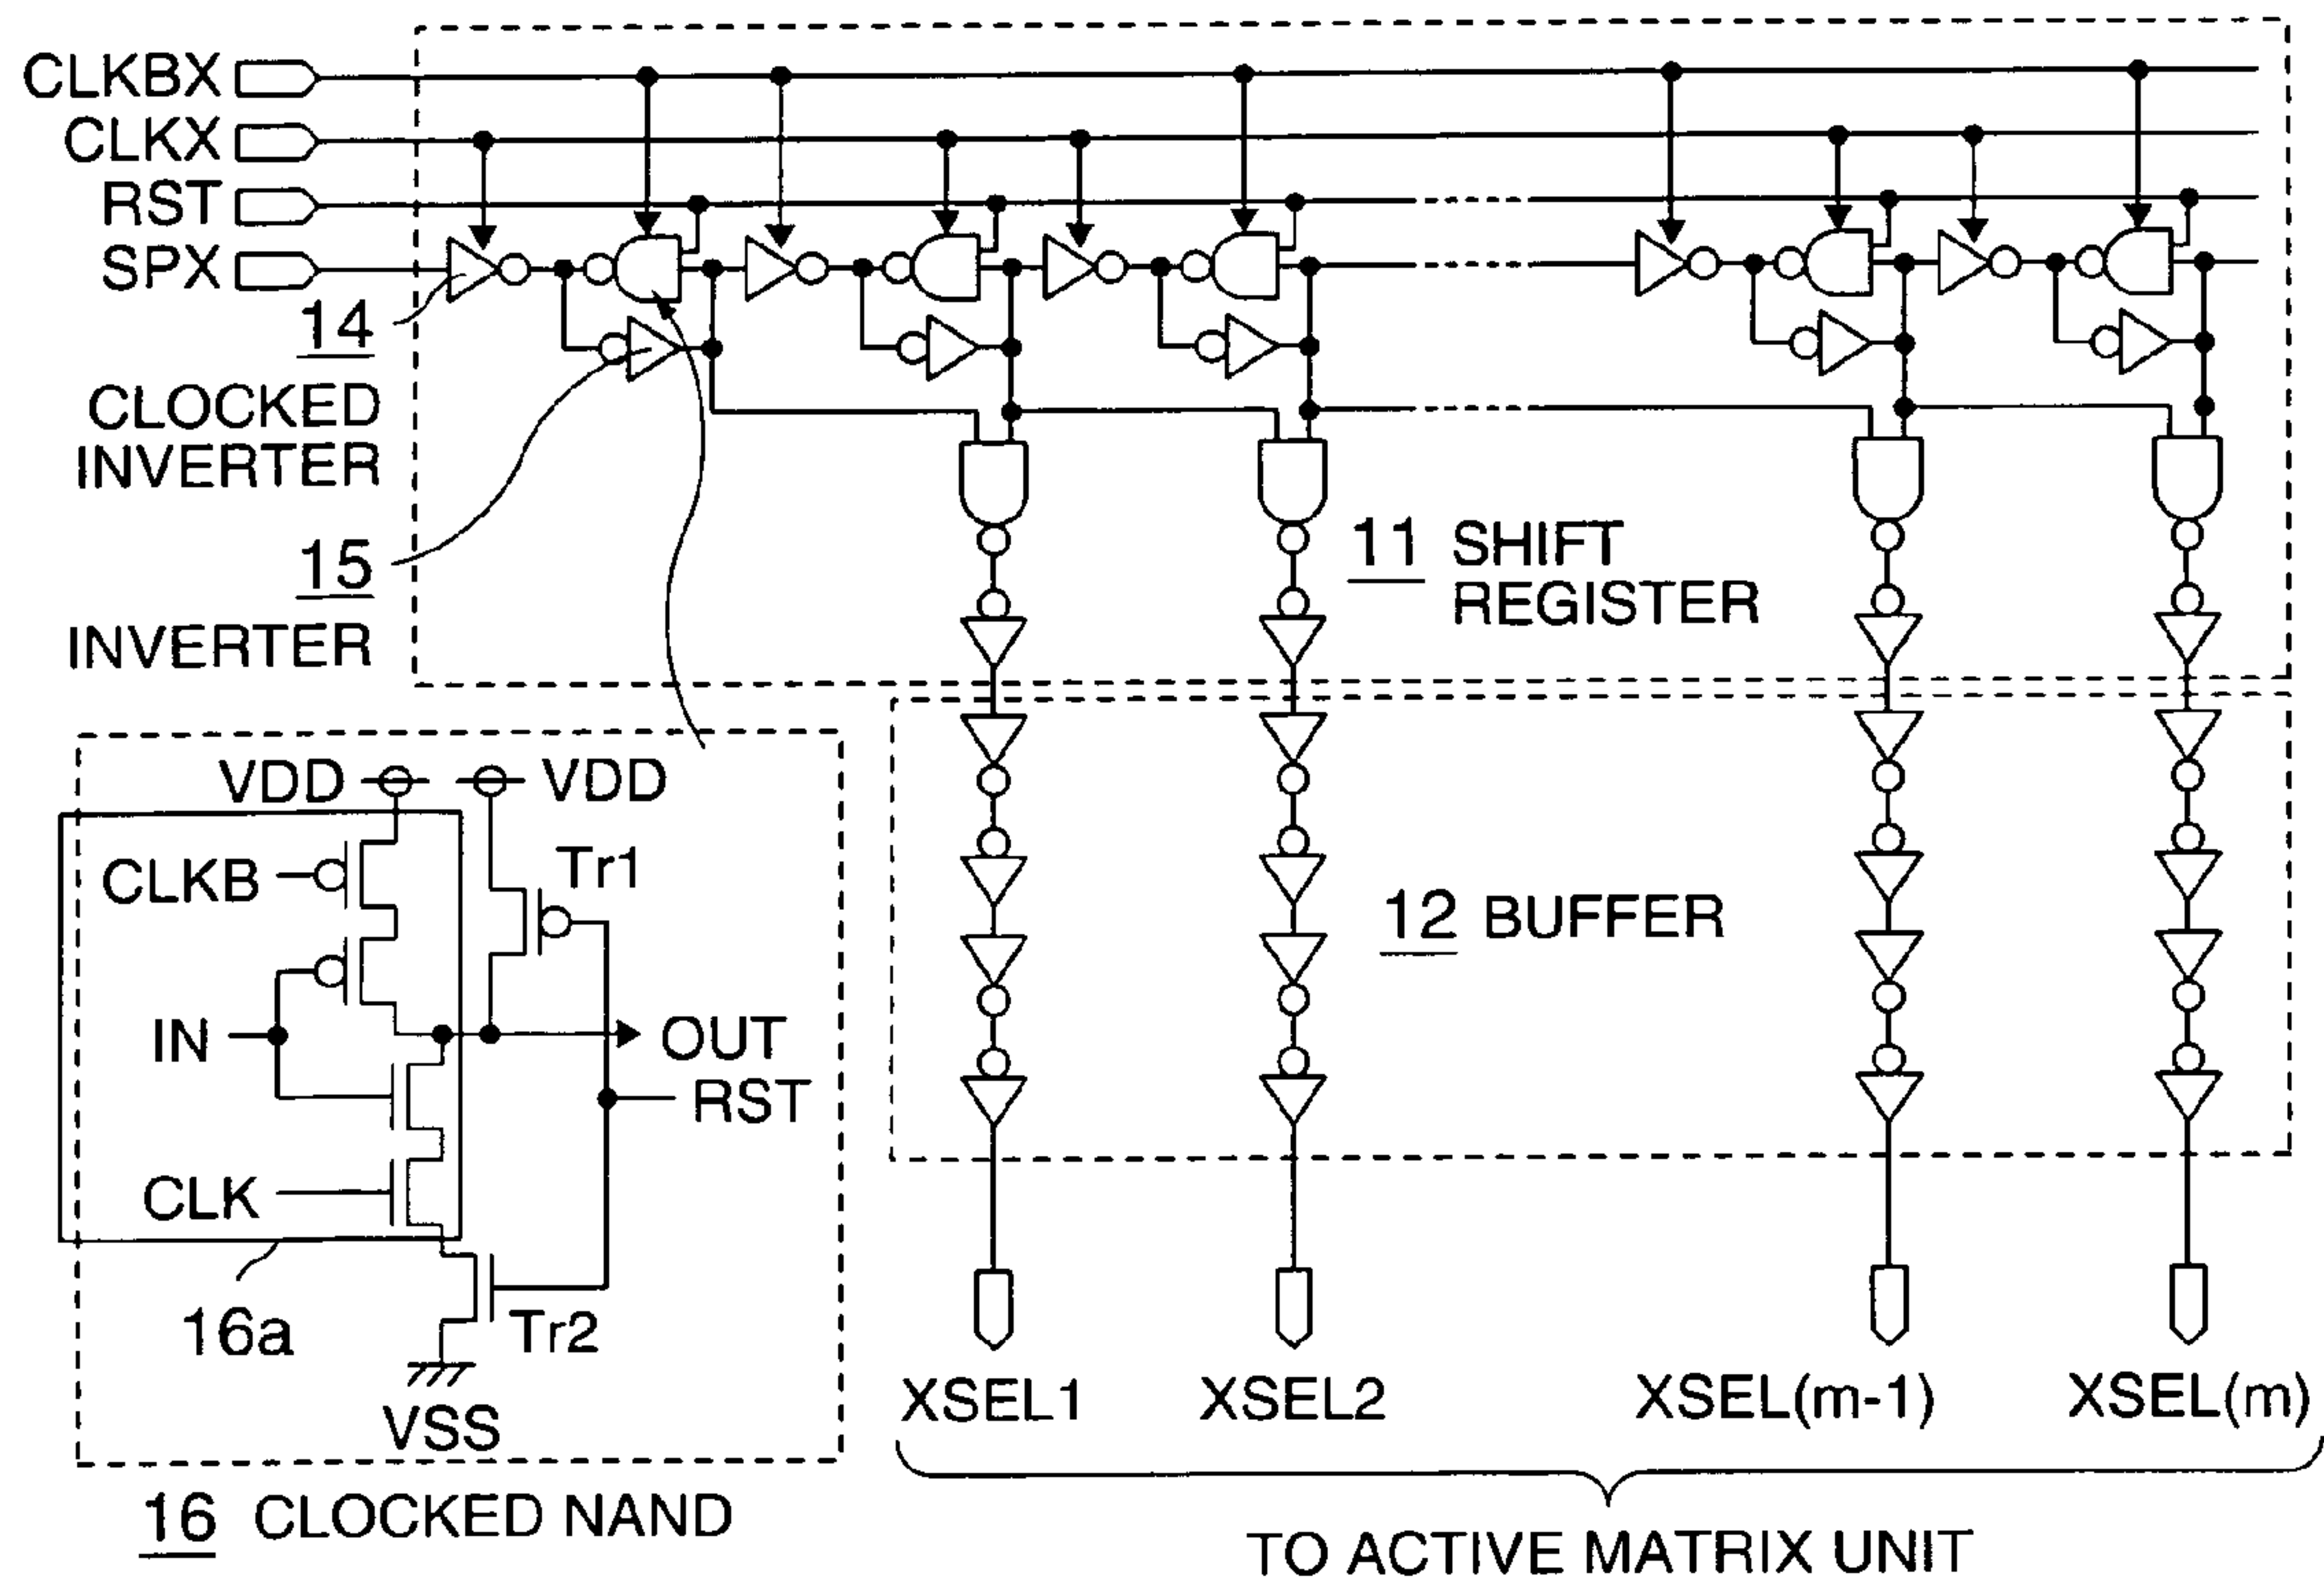 CLKBX
CLKX
RST
SPX
14
CLOCKED
INVERTER
15
INVERTER
11 SHIFT
REGISTER
VDD
VDD
Tr1
CLKB
12 BUFFER
IN
OUT
RST
CLK
16a
Tr2
VSS
XSEL1
XSEL2
XSEL(m-1)
XSEL(m)
16 CLOCKED NAND
TO ACTIVE MATRIX UNIT